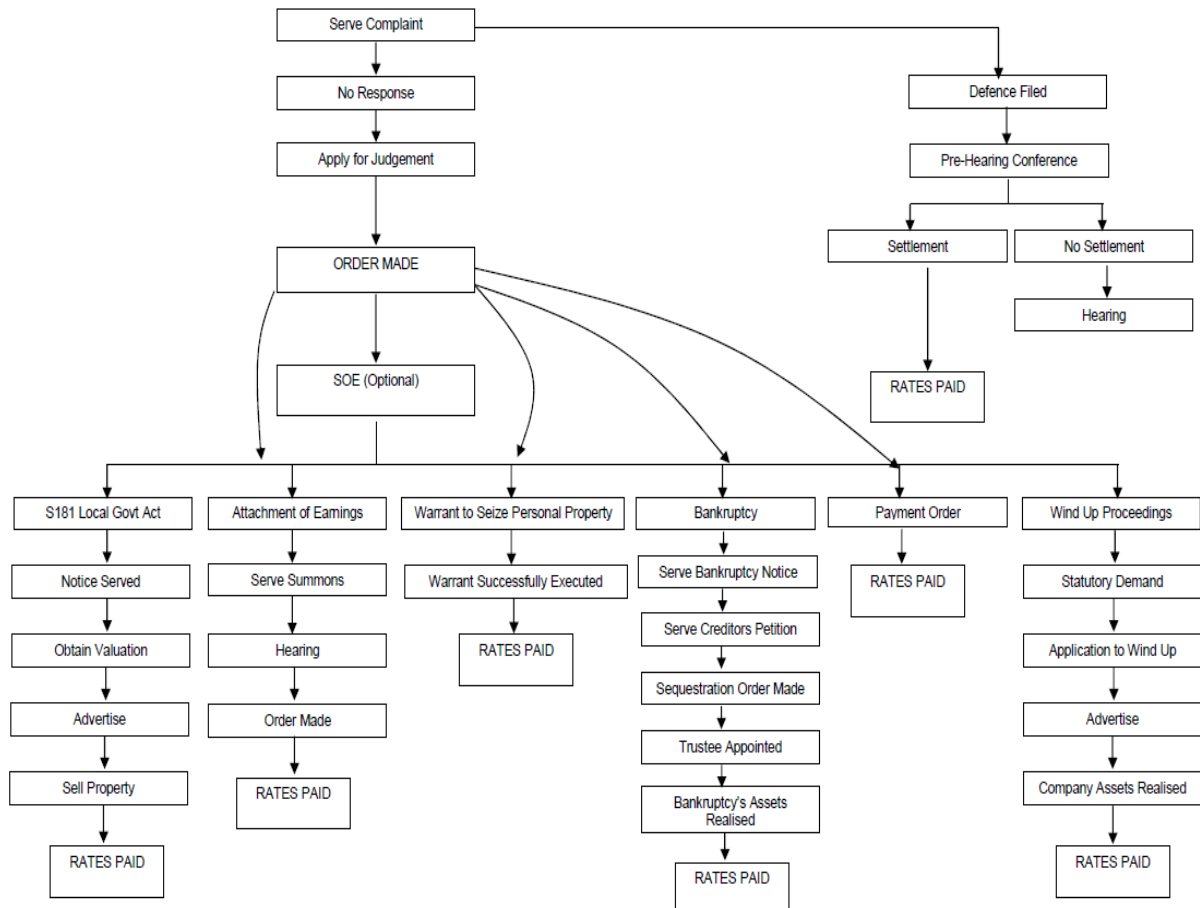 Serve Complaint
No Response
Defence Filed
Apply for Judgement
Pre-Hearing Conference
Settlement
No Settlement
ORDER MADE
Hearing
SOE (Optional)
RATES PAID
S181 Local Govt Act
Attachment of Earnings
Warrant to Seize Personal Property
Bankruptcy
Payment Order
Wind Up Proceedings
Notice Served
Serve Summons
Warrant Successfully Executed
Serve Bankruptcy Notice
RATES PAID
Statutory Demand
Obtain Valuation
Hearing
RATES PAID
Serve Creditors Petition
Application to Wind Up
Advertise
Order Made
Sequestration Order Made
Advertise
Sell Property
RATES PAID
Trustee Appointed
Company Assets Realised
Bankruptcy's Assets
Realised
RATES PAID
RATES PAID
RATES PAID